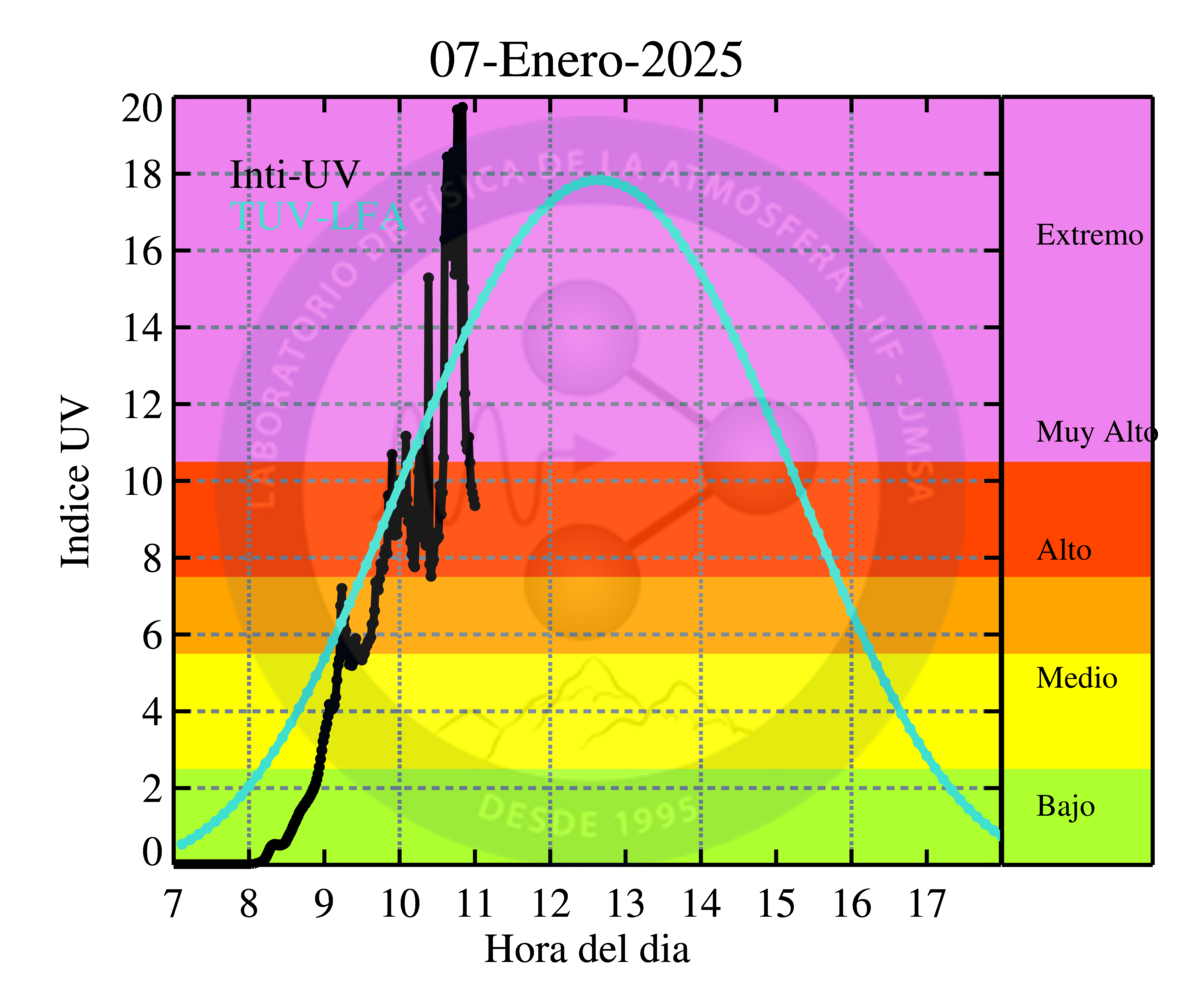 07-Enero-2025
Inti-UV
TUV-LFA
Indice UV
20
18
16
14
12
10
8
6
4
2
0
7 8 9 10 11 12 13 14 15 16 17
Hora del dia
Extremo
Muy Alto
Alto
Medio
Bajo
LABORATORIO DE FÍSICA DE LA ATMÓSFERA - IIF - UMSA
DESDE 1995